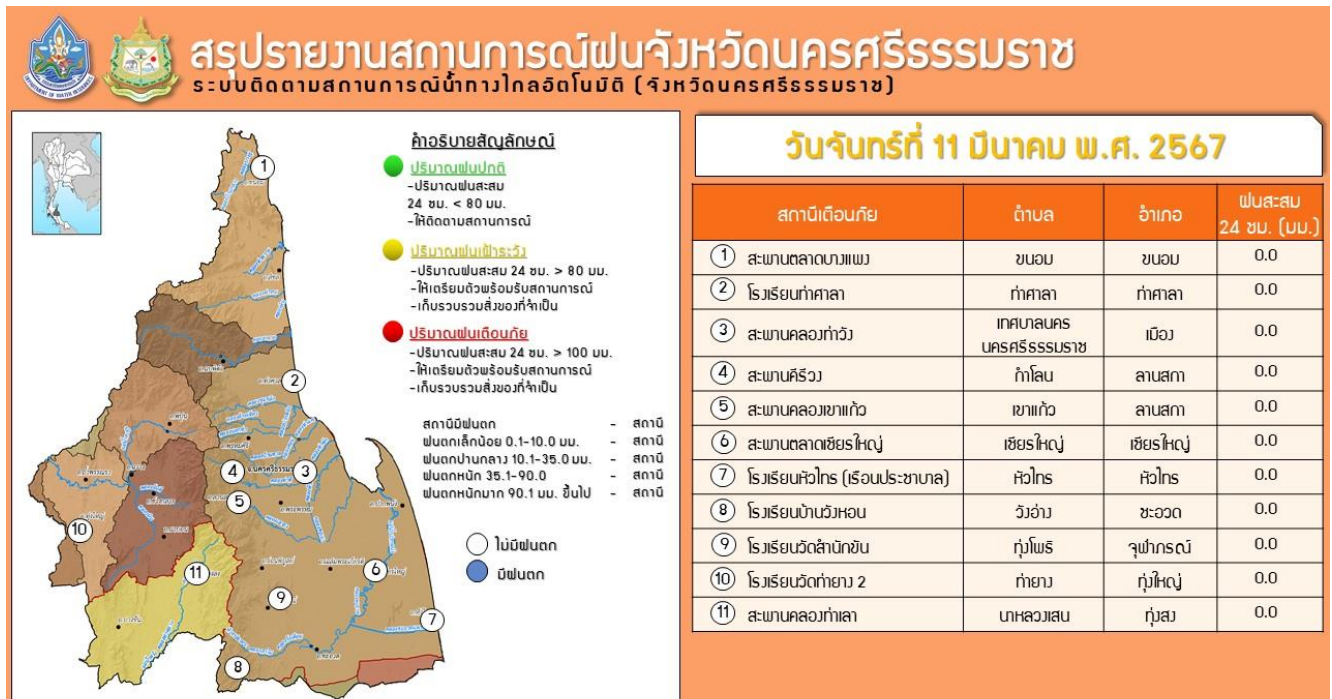 สรุปรายงานสถานการณ์ฝนจังหวัดนครศรีธรรมราช
ระบบติดตามสถานการณ์น้ำทางไกลอัตโนมัติ (จังหวัดนครศรีธรรมราช)
คำอธิบายสัญลักษณ์
ปริมาณฝนปกติ
-ปริมาณฝนสะสม
24 ชม. < 80 มม.
-ให้ติดตามสถานการณ์
ปริมาณฝนเฝ้าระวัง
-ปริมาณฝนสะสม 24 ชม. > 80 มม.
-ให้เตรียมตัวพร้อมรับสถานการณ์
-เก็บรวบรวมสิ่งของที่จำเป็น
ปริมาณฝนเตือนภัย
-ปริมาณฝนสะสม 24 ชม. > 100 มม.
-ให้เตรียมตัวพร้อมรับสถานการณ์
-เก็บรวบรวมสิ่งของที่จำเป็น
สถานีมีฝนตก - สถานี
ฝนตกเล็กน้อย 0.1-10.0 มม. - สถานี
ฝนตกปานกลาง 10.1-35.0 มม. - สถานี
ฝนตกหนัก 35.1-90.0 - สถานี
ฝนตกหนักมาก 90.1 มม. ขึ้นไป - สถานี
ไม่มีฝนตก
มีฝนตก
1
2
3
4
5
6
7
8
9
10
11
วันจันทร์ที่ 11 มีนาคม พ.ศ. 2567
สถานีเตือนภัย ตำบล อำเภอ ฝนสะสม
24 ชม. (มม.)
1 สะพานตลาดบางแพง ขนอม ขนอม 0.0
2 โรงเรียนท่าศาลา ท่าศาลา ท่าศาลา 0.0
3 สะพานคลองท่าวัง เทศบาลนคร
นครศรีธรรมราช เมือง 0.0
4 สะพานคีรีวง กำโลน ลานสกา 0.0
5 สะพานคลองเขาแก้ว เขาแก้ว ลานสกา 0.0
6 สะพานตลาดเชียรใหญ่ เชียรใหญ่ เชียรใหญ่ 0.0
7 โรงเรียนหัวไทร (เรือนประชาบาล) หัวไทร หัวไทร 0.0
8 โรงเรียนบ้านวังหอน วังอ่าง ชะอวด 0.0
9 โรงเรียนวัดสำนักขัน ทุ่งโพธิ จุฬาภรณ์ 0.0
10 โรงเรียนวัดท่ายาง 2 ท่ายาง ทุ่งใหญ่ 0.0
11 สะพานคลองท่าเลา นาหลวงเสน ทุ่งสง 0.0